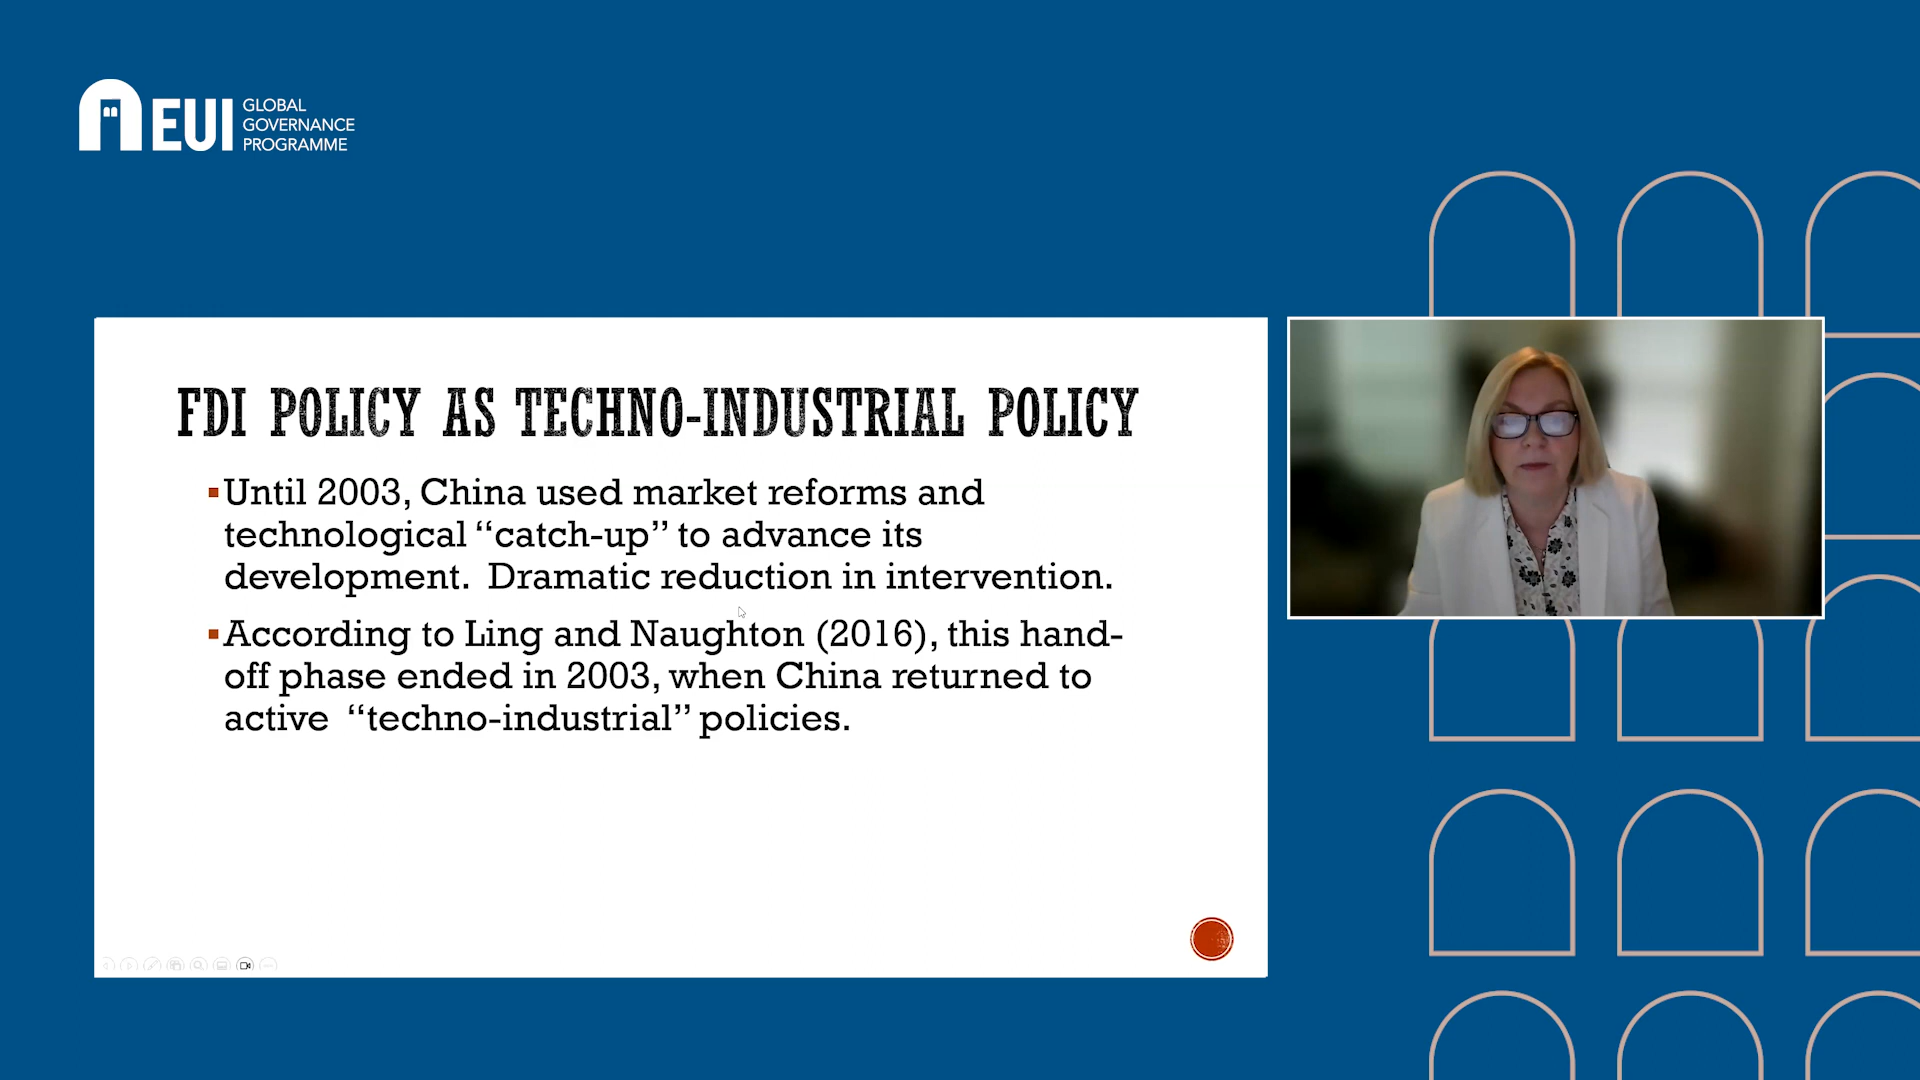 EUI
GLOBAL
GOVERNANCE
PROGRAMME
FDI POLICY AS TECHNO-INDUSTRIAL POLICY
Until 2003, China used market reforms and
technological “catch-up” to advance its
development.  Dramatic reduction in intervention.
According to Ling and Naughton (2016), this hand-
off phase ended in 2003, when China returned to
active  “techno-industrial” policies.